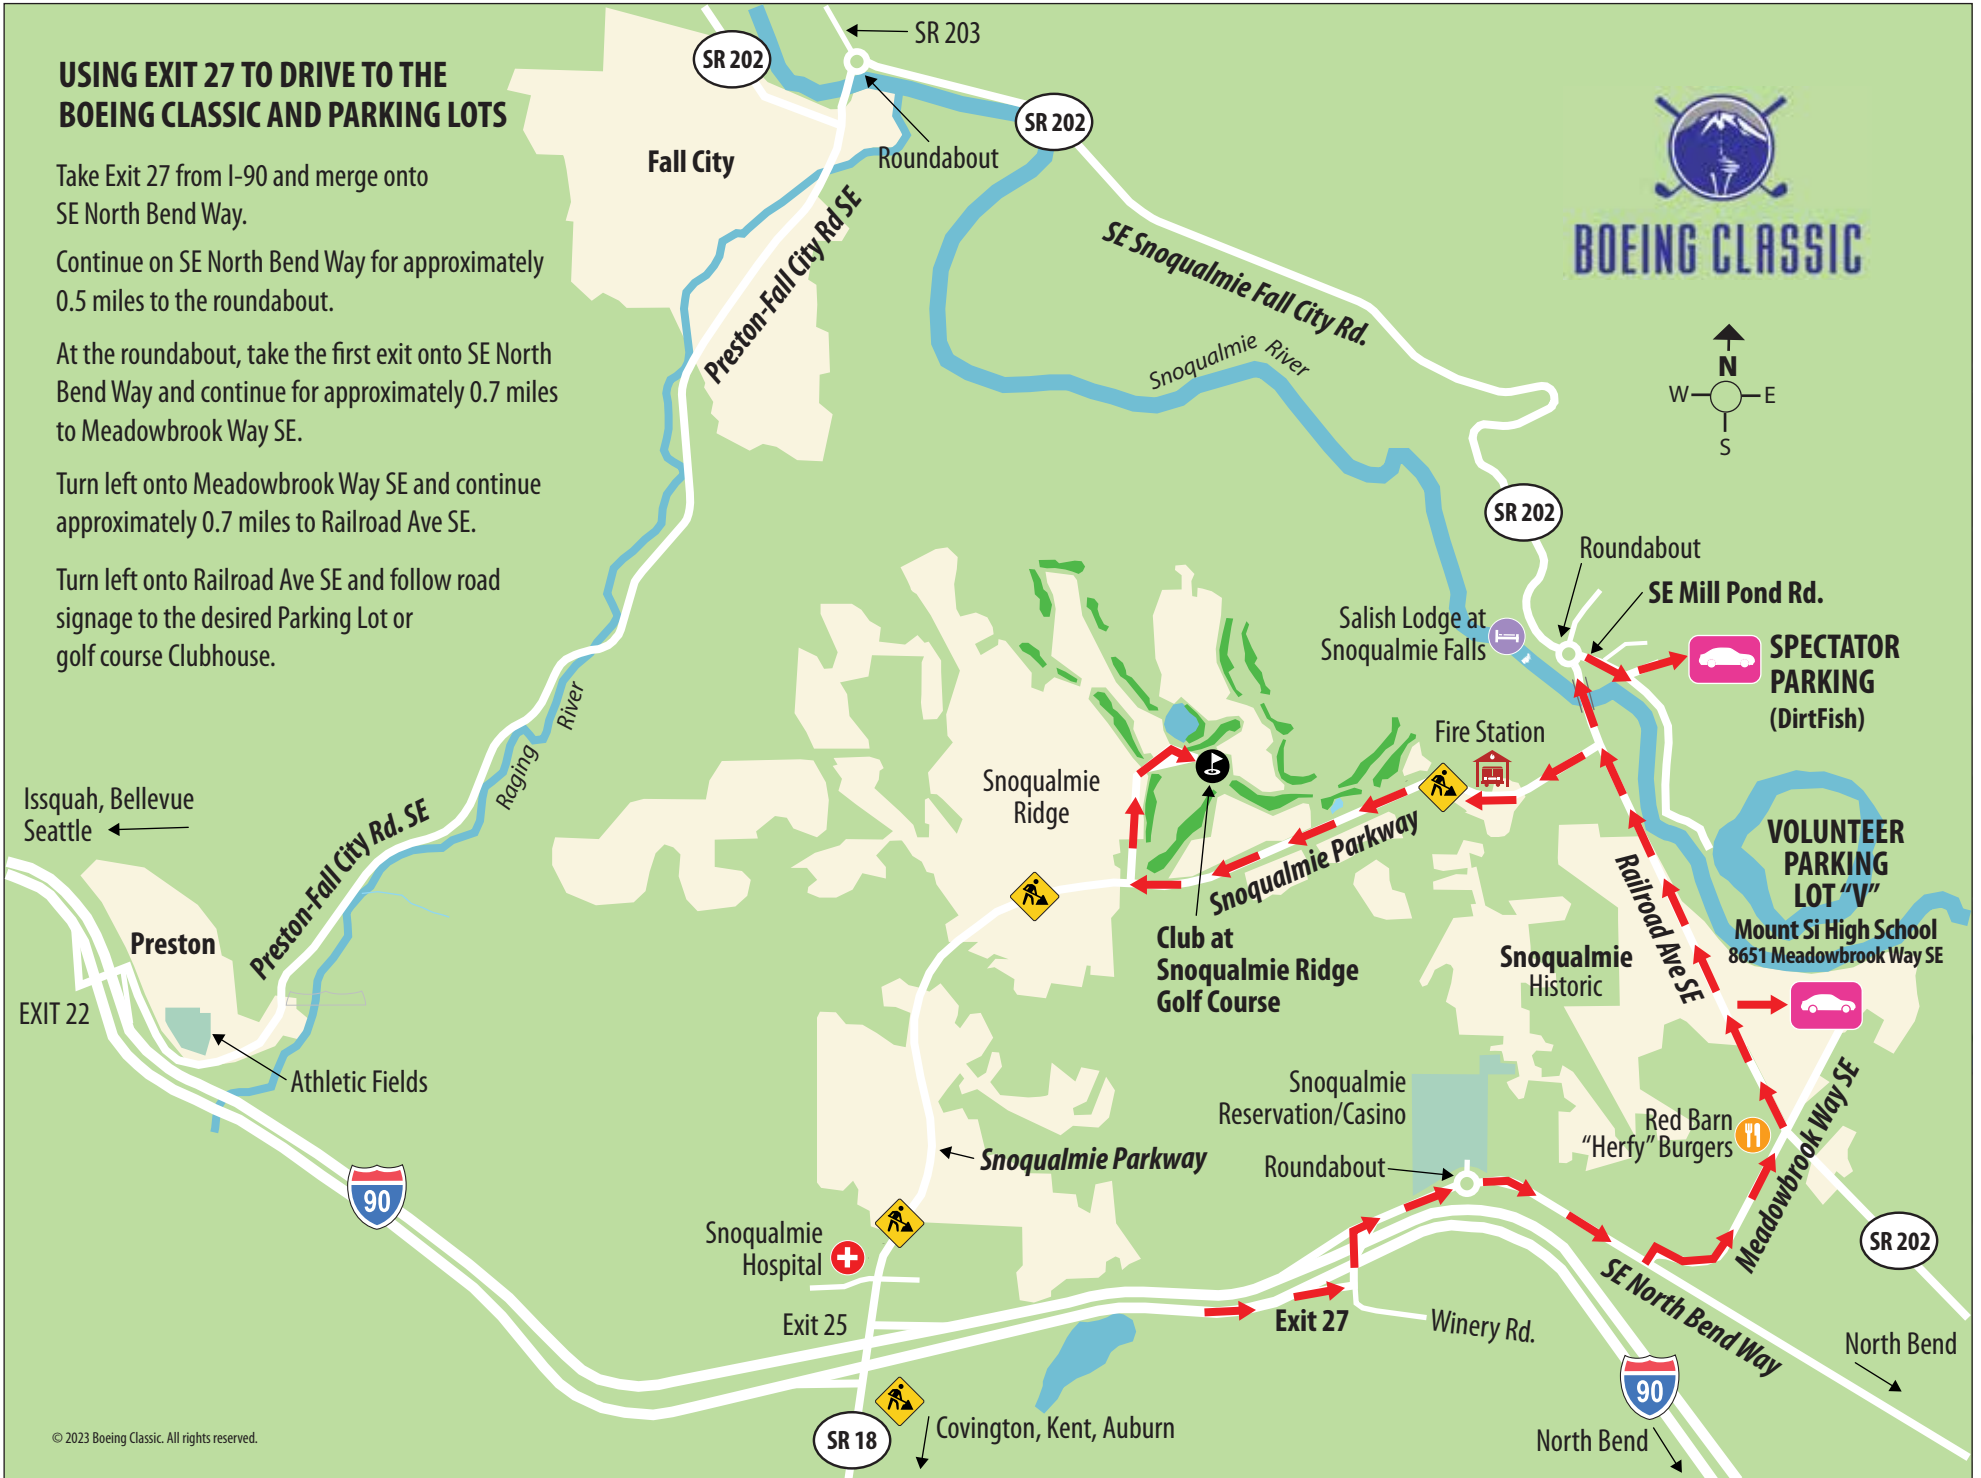 USING EXIT 27 TO DRIVE TO THE
BOEING CLASSIC AND PARKING LOTS
Take Exit 27 from I-90 and merge onto
SE North Bend Way.
Continue on SE North Bend Way for approximately
0.5 miles to the roundabout.
At the roundabout, take the first exit onto SE North
Bend Way and continue for approximately 0.7 miles
to Meadowbrook Way SE.
Turn left onto Meadowbrook Way SE and continue
approximately 0.7 miles to Railroad Ave SE.
Turn left onto Railroad Ave SE and follow road
signage to the desired Parking Lot or
golf course Clubhouse.
SR 202
SR 203
SR 202
Roundabout
Fall City
Preston-Fall City Rd SE
SE Snoqualmie Fall City Rd.
Snoqualmie River
BOEING CLASSIC
N
W
E
S
SR 202
Roundabout
SE Mill Pond Rd.
Salish Lodge at
Snoqualmie Falls
SPECTATOR
PARKING
(DirtFish)
Fire Station
Raging River
Issquah, Bellevue
Seattle
Preston-Fall City Rd. SE
Snoqualmie
Ridge
Snoqualmie Parkway
Railroad Ave SE
VOLUNTEER
PARKING
LOT "V"
Mount Si High School
8651 Meadowbrook Way SE
Preston
EXIT 22
Athletic Fields
Club at
Snoqualmie Ridge
Golf Course
Snoqualmie
Historic
Snoqualmie
Reservation/Casino
Roundabout
Red Barn
"Herfy" Burgers
Meadowbrook Way SE
Snoqualmie Parkway
90
Snoqualmie
Hospital
SR 202
Exit 25
Exit 27
Winery Rd.
SE North Bend Way
North Bend
90
North Bend
SR 18
Covington, Kent, Auburn
© 2023 Boeing Classic. All rights reserved.